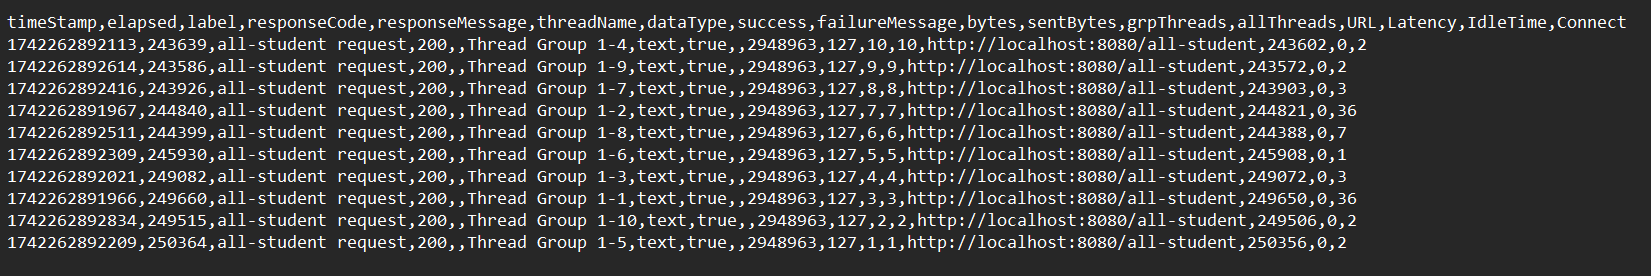 timeStamp,elapsed,label,responseCode,responseMessage,threadName,dataType,success,failureMessage,bytes,sentBytes,grpThreads,allThreads,URL,Latency,IdleTime,Connect
1742262892113,243639,all-student request,200,,Thread Group 1-4,text,true,,2948963,127,10,10,http://localhost:8080/all-student,243602,0,2
1742262892614,243586,all-student request,200,,Thread Group 1-9,text,true,,2948963,127,9,9,http://localhost:8080/all-student,243572,0,2
1742262892416,243926,all-student request,200,,Thread Group 1-7,text,true,,2948963,127,8,8,http://localhost:8080/all-student,243903,0,3
1742262891967,244840,all-student request,200,,Thread Group 1-2,text,true,,2948963,127,7,7,http://localhost:8080/all-student,244821,0,36
1742262892511,244399,all-student request,200,,Thread Group 1-8,text,true,,2948963,127,6,6,http://localhost:8080/all-student,244388,0,7
1742262892309,245930,all-student request,200,,Thread Group 1-6,text,true,,2948963,127,5,5,http://localhost:8080/all-student,245908,0,1
1742262892021,249082,all-student request,200,,Thread Group 1-3,text,true,,2948963,127,4,4,http://localhost:8080/all-student,249072,0,3
1742262891966,249660,all-student request,200,,Thread Group 1-1,text,true,,2948963,127,3,3,http://localhost:8080/all-student,249650,0,36
1742262892834,249515,all-student request,200,,Thread Group 1-10,text,true,,2948963,127,2,2,http://localhost:8080/all-student,249506,0,2
1742262892209,250364,all-student request,200,,Thread Group 1-5,text,true,,2948963,127,1,1,http://localhost:8080/all-student,250356,0,2